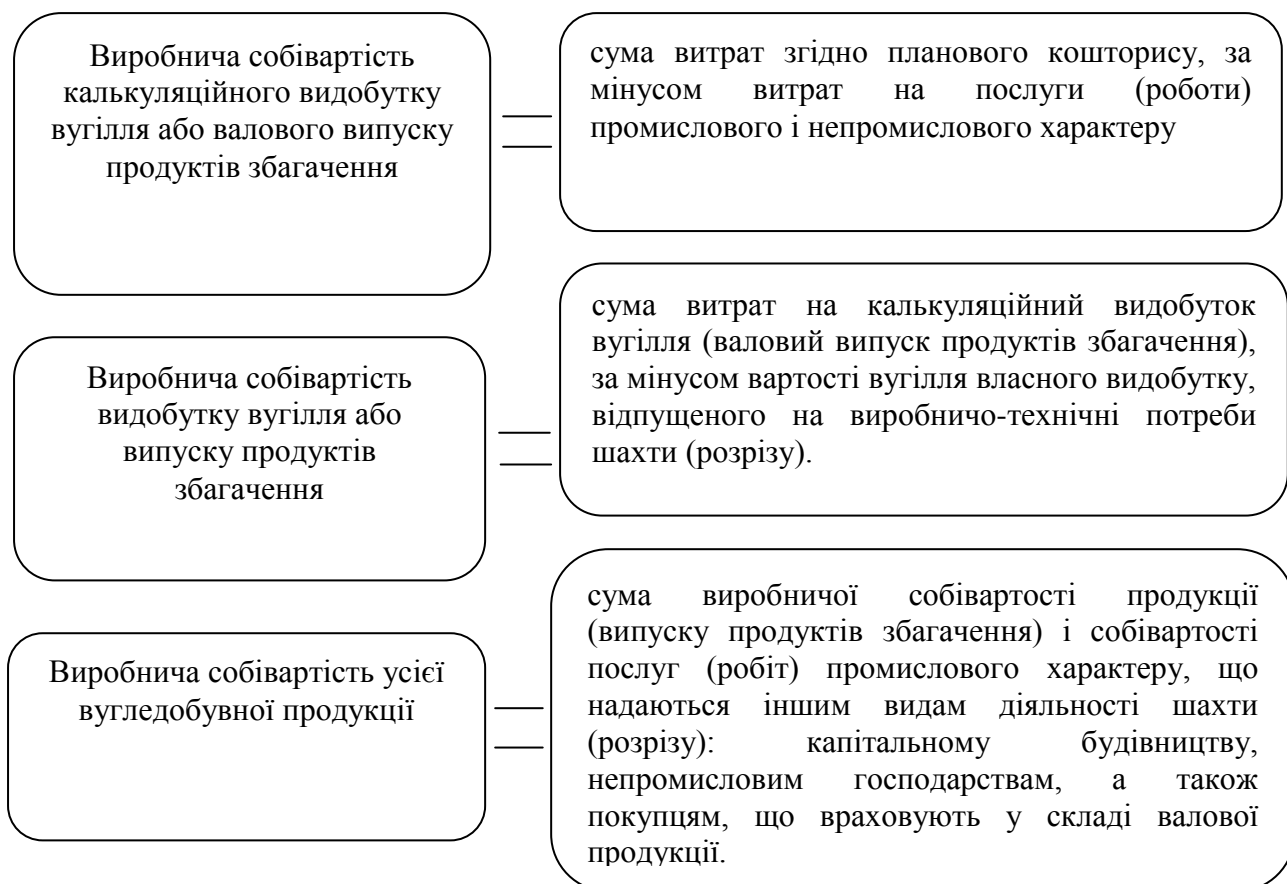 Виробнича собівартість
калькуляційного видобутку
вугілля або валового випуску
продуктів збагачення
сума витрат згідно планового кошторису, за
мінусом витрат на послуги (роботи)
промислового і непромислового характеру
Виробнича собівартість
видобутку вугілля або
випуску продуктів
збагачення
сума витрат на калькуляційний видобуток
вугілля (валовий випуск продуктів збагачення),
за мінусом вартості вугілля власного видобутку,
відпущеного на виробничо-технічні потреби
шахти (розрізу).
Виробнича собівартість усієї
вугледобувної продукції
сума виробничої собівартості продукції
(випуску продуктів збагачення) і собівартості
послуг (робіт) промислового характеру, що
надаються іншим видам діяльності шахти
(розрізу): капітальному будівництву,
непромисловим господарствам, а також
покупцям, що враховують у складі валової
продукції.